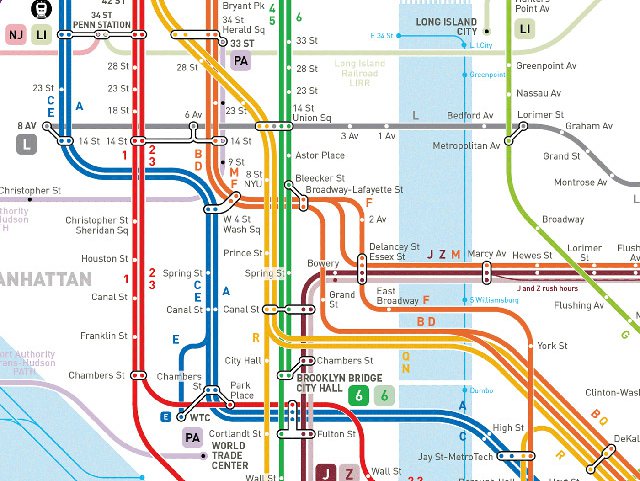 42 ST
Bryant Pk
4
5
6
34 St
Herald Sq
LONG ISLAND
CITY
Hunters
Point Av
34 ST
PENN STATION
NJ
LI
33 ST
PA
33 St
E 34 St
L I City
LI
28 St
28 St
28 St
Long Island
Railroad
LIRR
Greenpoint
Greenpoint Av
23 St
C
E
A
23 St
23 St
23 St
Nassau Av
18 St
14 St
Union Sq
8 AV
6 Av
L
Bedford Av
Lorimer St
Graham Av
3 Av
1 Av
L
14 St
14 St
14 St
Metropolitan Av
Grand St
1
2
3
B
D
9 St
Astor Place
M
F
8 St
NYU
Bleecker St
Montrose Av
Christopher St
Broadway-Lafayette St
F
2 Av
Authority
Hudson
TH
Christopher St
Sheridan Sq
W 4 St
Wash Sq
Broadway
Houston St
Prince St
Delancey St
Essex St
J Z M
Marcy Av
Hewes St
Lorimer
St
Flushing
Av
Bowery
MANHATTAN
1
2
3
Spring St
Spring St
J and Z rush hours
Canal St
C
E
A
Grand
St
East
Broadway
F
S Williamsburg
Flushing Av
Canal St
Canal St
B D
G
Franklin St
E
R
York St
Port Authority
Trans-Hudson
PATH
City Hall
Chambers St
Q
N
Chambers St
Chambers
St
Park
Place
BROOKLYN BRIDGE
CITY HALL
6
6
Dumbo
A
Clinton-Wash
E
WTC
B Q
PA
Cortlandt St
Fulton St
C
High St
WORLD
TRADE
CENTER
R
DeKalb
Jay St-MetroTech
Wall St
J
Z
Wall St
2 3